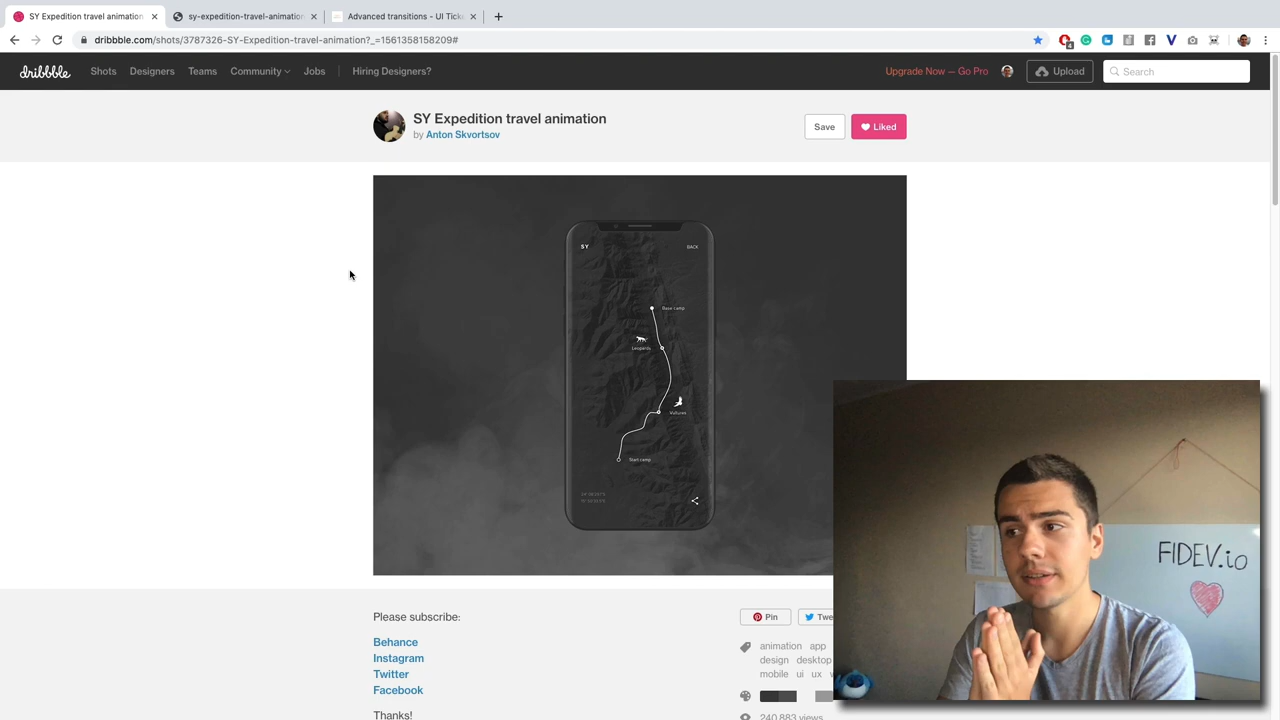 SY Expedition travel animation
sy-expedition-travel-animation
Advanced transitions - UI Tick
dribbble.com/shots/3787326-SY-Expedition-travel-animation?_=1561358158209#
4
dribbble
Shots
Designers
Teams
Community
Jobs
Hiring Designers?
Upgrade Now — Go Pro
Upload
Search
SY Expedition travel animation
by Anton Skvortsov
Save
Liked
SY
BACK
Base camp
Leopards
Vultures
Start camp
Please subscribe:
Pin
Twe
Behance
Instagram
Twitter
Facebook
Thanks!
animation app
design desktop
mobile ui ux
240,883 views
FIDEV.io